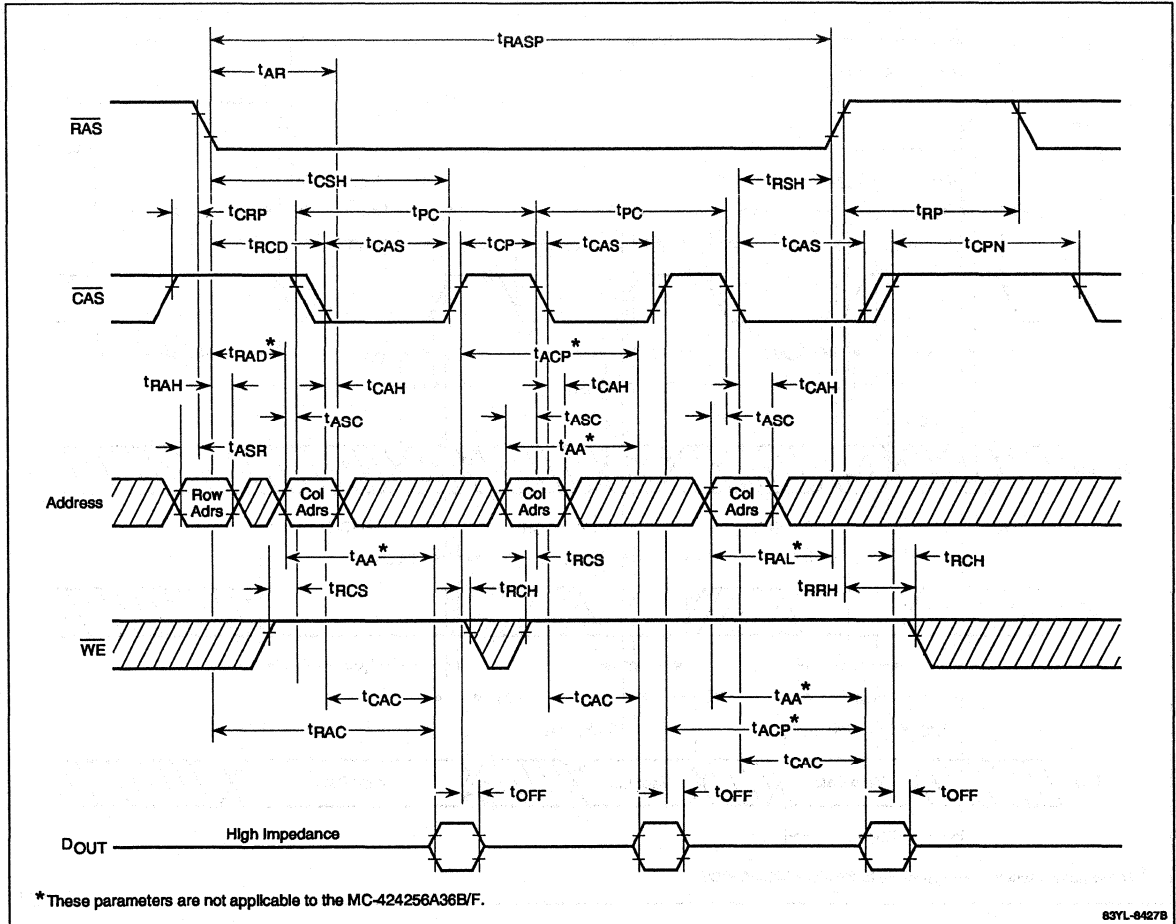 tRASP
tAR
RAS
tCSH
tRSH
tCRP
tPC
tPC
tRP
tRCD
tCAS
tCP
tCAS
tCAS
tCPN
CAS
tRAD*
tACP*
tRAH
tCAH
tCAH
tCAH
tASC
tASC
tASC
tASR
tAA*
Address
Row Adrs
Col Adrs
Col Adrs
Col Adrs
tAA*
tRCS
tRAL*
tRCH
tRCS
tRCH
tRRH
WE
tCAC
tCAC
tAA*
tRAC
tACP*
tCAC
tOFF
tOFF
tOFF
High Impedance
DOUT
*These parameters are not applicable to the MC-424256A36B/F.
83YL-8427B